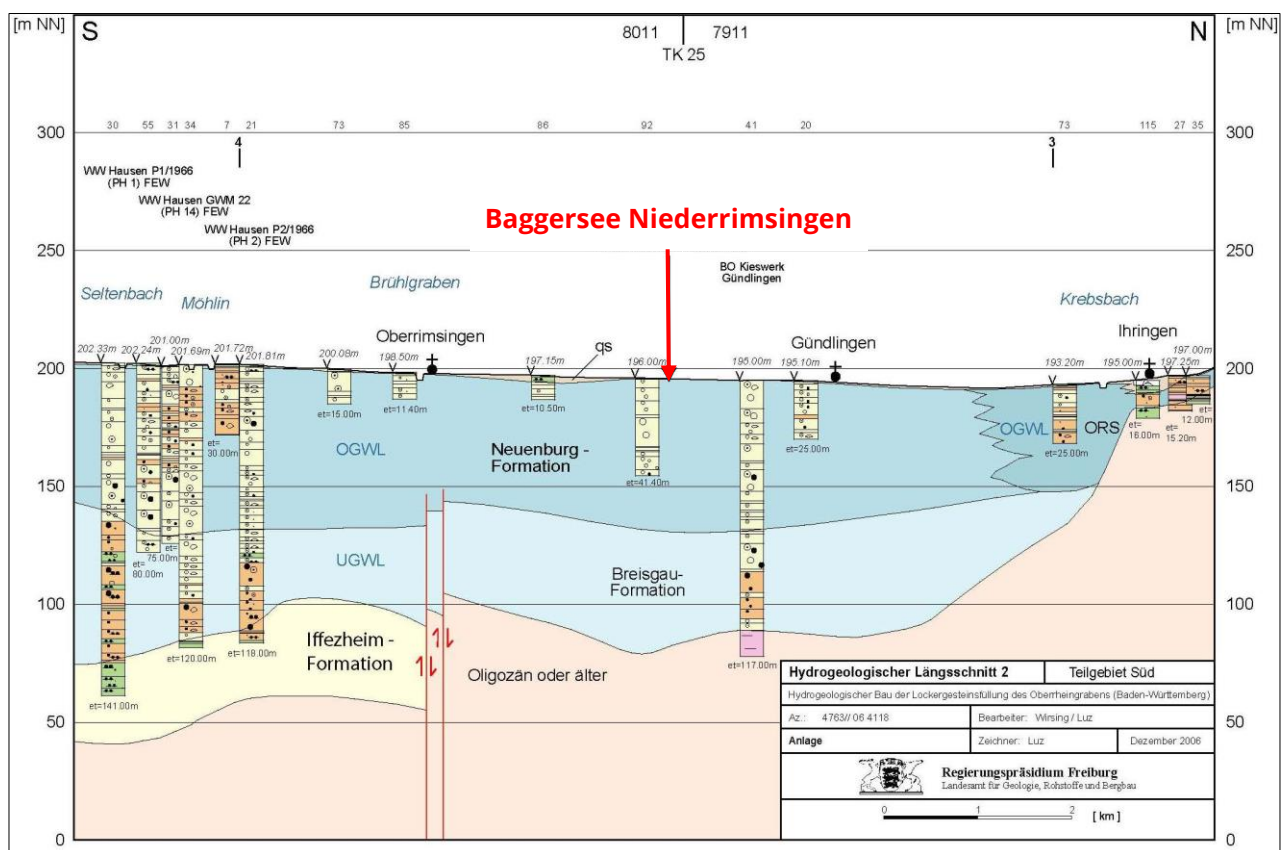 [m NN]
S
8011
7911
TK 25
N
[m NN]
300
30
55
31
34
7
21
73
85
86
92
41
20
73
115
27
35
300
4
3
WW Hausen P1/1966
(PH 1) FEW
WW Hausen GWM 22
(PH 14) FEW
WW Hausen P2/1966
(PH 2) FEW
Baggersee Niederrimsingen
250
250
BO Kieswerk
Gündlingen
Seltenbach
Möhlin
Brühlgraben
Krebsbach
Oberrimsingen
qs
Gündlingen
Ihringen
202.33m
202.24m
201.00m
201.69m
201.72m
201.81m
200.08m
198.50m
197.15m
196.00m
195.00m
195.10m
193.20m
195.00m
197.25m
197.00m
200
200
et=15.00m
et=11.40m
et=10.50m
et=
30.00m
et=41.40m
et=25.00m
et=25.00m
et=16.00m
et=
15.20m
et=
12.00m
OGWL
Neuenburg -
Formation
OGWL
ORS
150
150
et=
80.00m
et=
75.00m
UGWL
Breisgau-
Formation
100
100
et=120.00m
et=118.00m
et=117.00m
et=141.00m
Iffezheim -
Formation
Oligozän oder älter
50
50
0
0
Hydrogeologischer Längsschnitt 2
Teilgebiet Süd
Hydrogeologischer Bau der Lockergesteinsfüllung des Oberrheingrabens (Baden-Württemberg)
Az.: 4763// 06 4118
Bearbeiter: Wirsing / Luz
Anlage
Zeichner: Luz
Dezember 2006
Regierungspräsidium Freiburg
Landesamt für Geologie, Rohstoffe und Bergbau
0
1
2
[ km ]